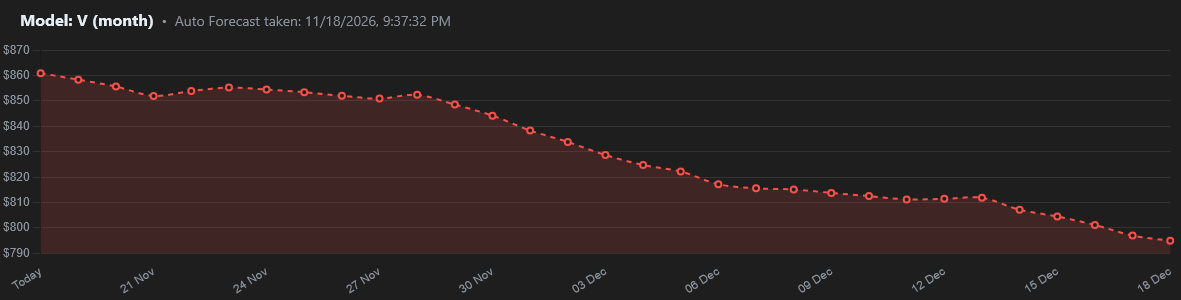 Model: V (month) • Auto Forecast taken: 11/18/2026, 9:37:32 PM
$870
$860
$850
$840
$830
$820
$810
$800
$790
Today
21 Nov
24 Nov
27 Nov
30 Nov
03 Dec
06 Dec
09 Dec
12 Dec
15 Dec
18 Dec